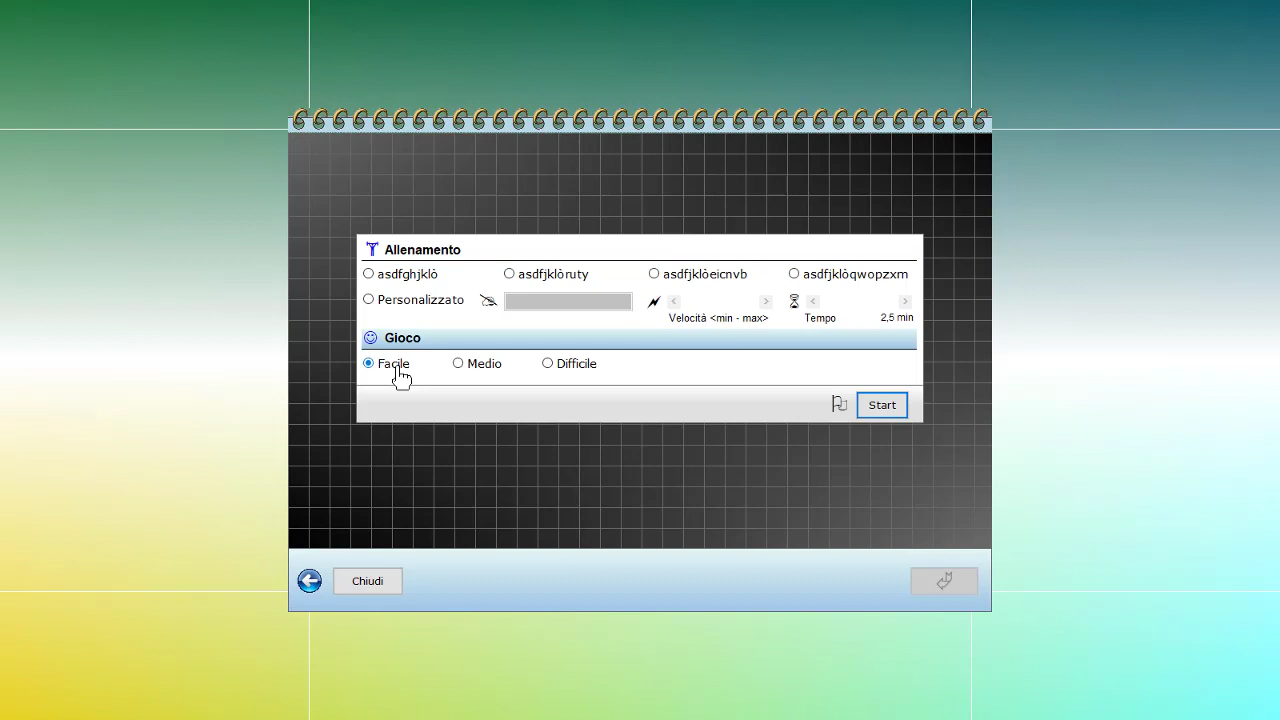 Allenamento
asdfghjklò asdfjklòruty asdfjklòeicnvb asdfjklòqwopzxm
Personalizzato
Velocità <min - max> Tempo 2,5 min
Gioco
Facile Medio Difficile
Start
Chiudi